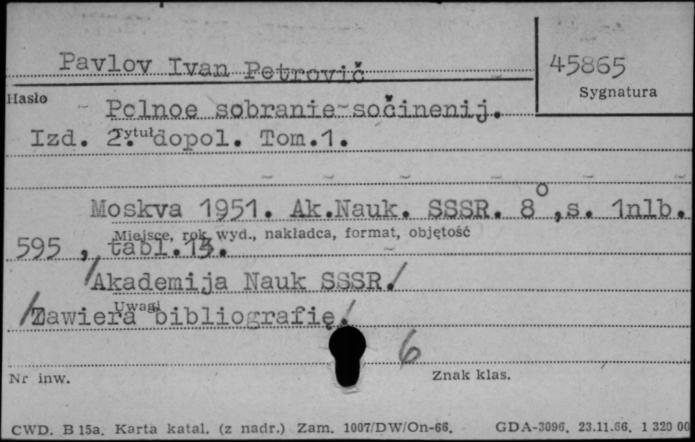 Pavlov Ivan Petrovič
45865
Sygnatura
Hasło
Polnoe sobranie sočinenij.
Izd. 2. dopol. Tom.1.
Tytuł
Moskva 1951. Ak.Nauk. SSSR. 8°,s. 1nlb.
Miejsce, rok wyd., nakładca, format, objętość
595 , tabl.
/Akademija Nauk SSSR/
Uwagi
/Zawiera bibliografię/
6
Nr inw.
Znak klas.
CWD. B 15a. Karta katal. (z nadr.) Zam. 1007/DW/On-66. GDA-3096. 23.11.66. 1 320 00